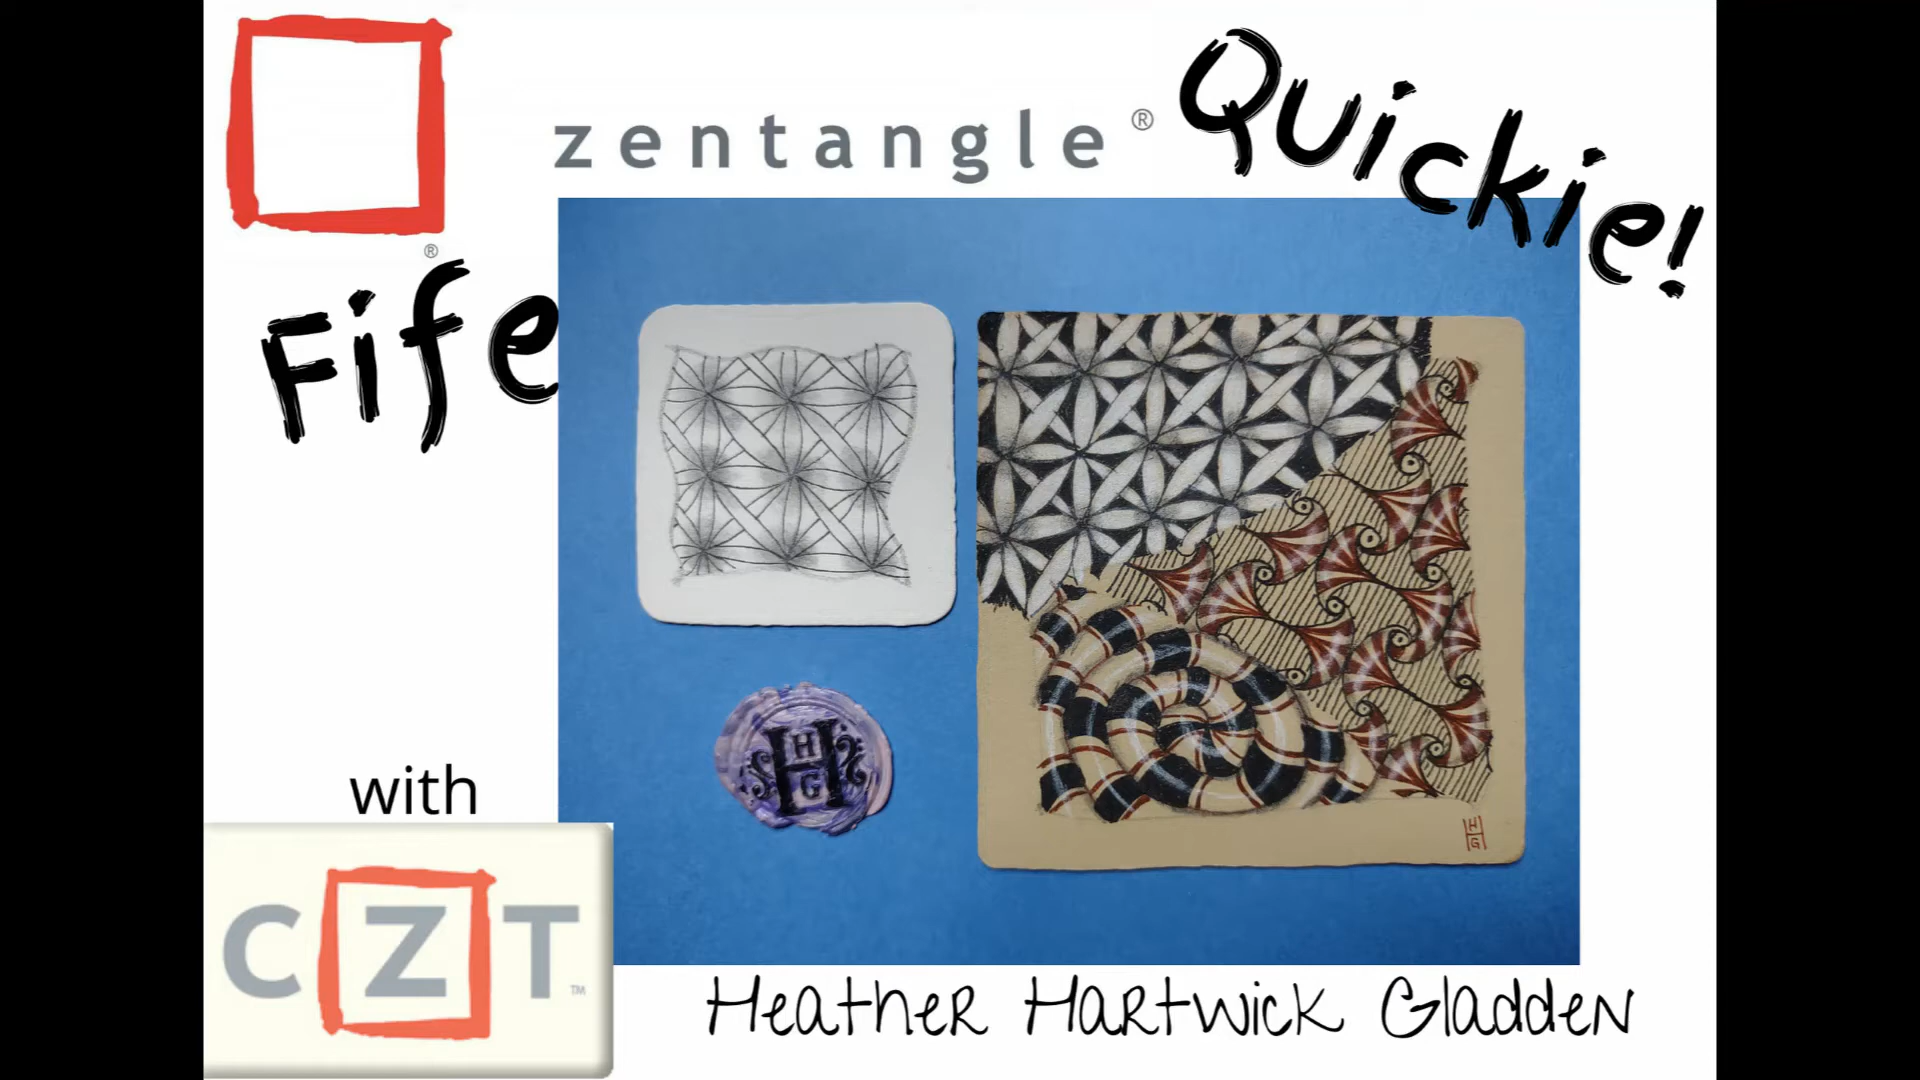 zentangle® Quickie!
®
Fife
with
CZT™
Heather Hartwick Gladden
H
H
G
H
G